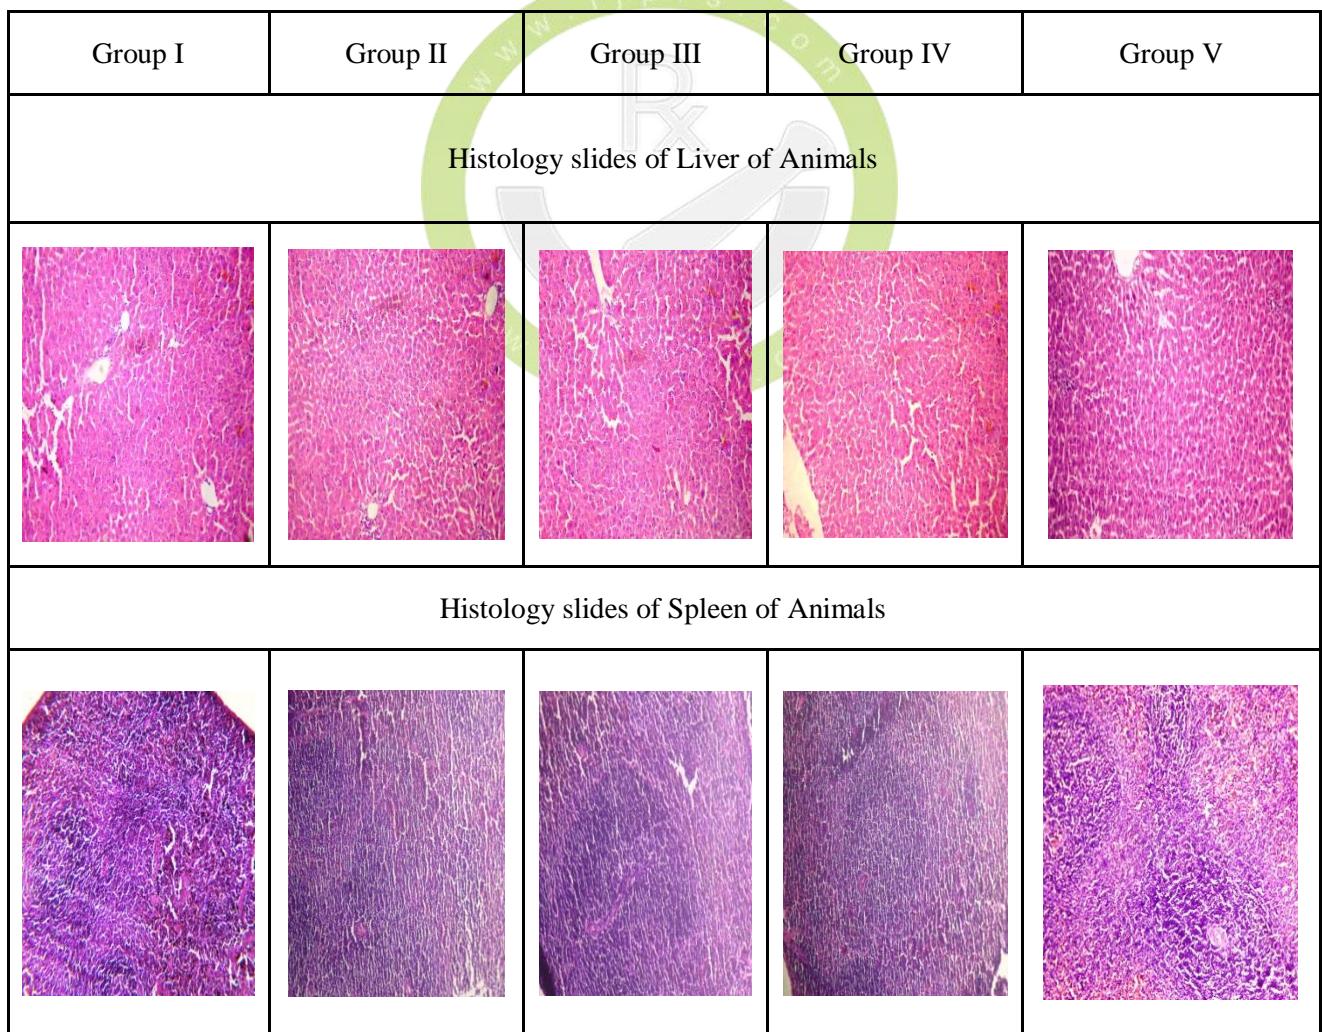 Group I
Group II
Group III
Group IV
Group V
Histology slides of Liver of Animals
Histology slides of Spleen of Animals